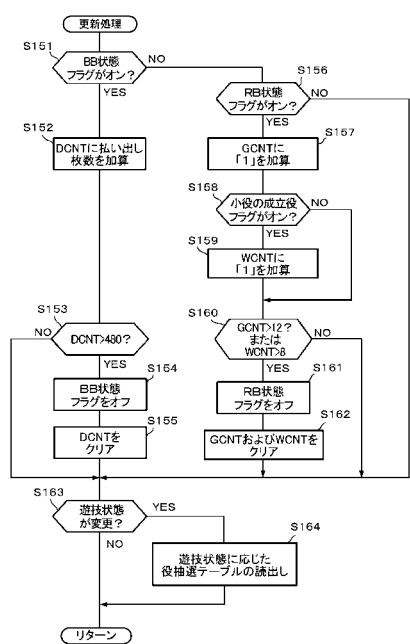 更新処理
S151
BB状態
フラグがオン?
NO
YES
S152
DCNTに払い出し
枚数を加算
S153
DCNT>480?
NO
YES
S154
BB状態
フラグをオフ
S155
DCNTを
クリア
S156
RB状態
フラグがオン?
NO
YES
S157
GCNTに
「1」を加算
S158
小役の成立役
フラグがオン?
NO
YES
S159
WCNTに
「1」を加算
S160
GCNT>12?
または
WCNT>8
NO
YES
S161
RB状態
フラグをオフ
S162
GCNTおよびWCNTを
クリア
S163
遊技状態
が変更?
YES
NO
S164
遊技状態に応じた
役抽選テーブルの読出し
リターン